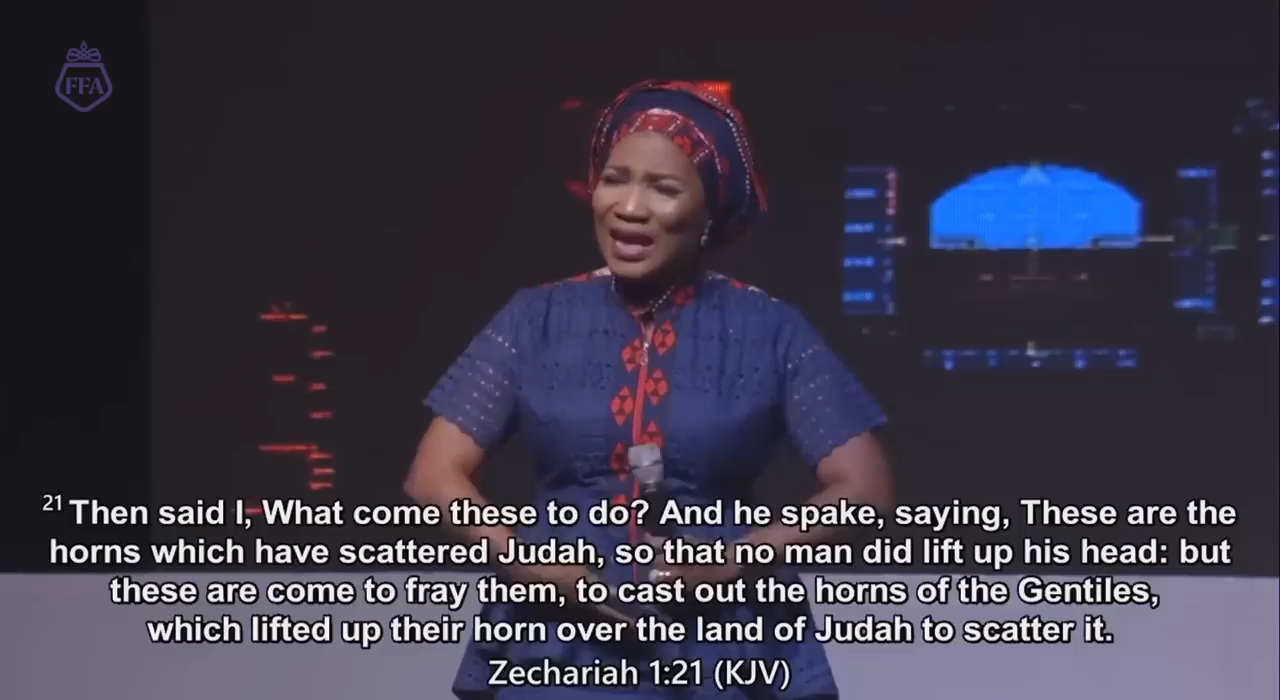 FFA
21 Then said I, What come these to do? And he spake, saying, These are the
horns which have scattered Judah, so that no man did lift up his head: but
these are come to fray them, to cast out the horns of the Gentiles,
which lifted up their horn over the land of Judah to scatter it.
Zechariah 1:21 (KJV)